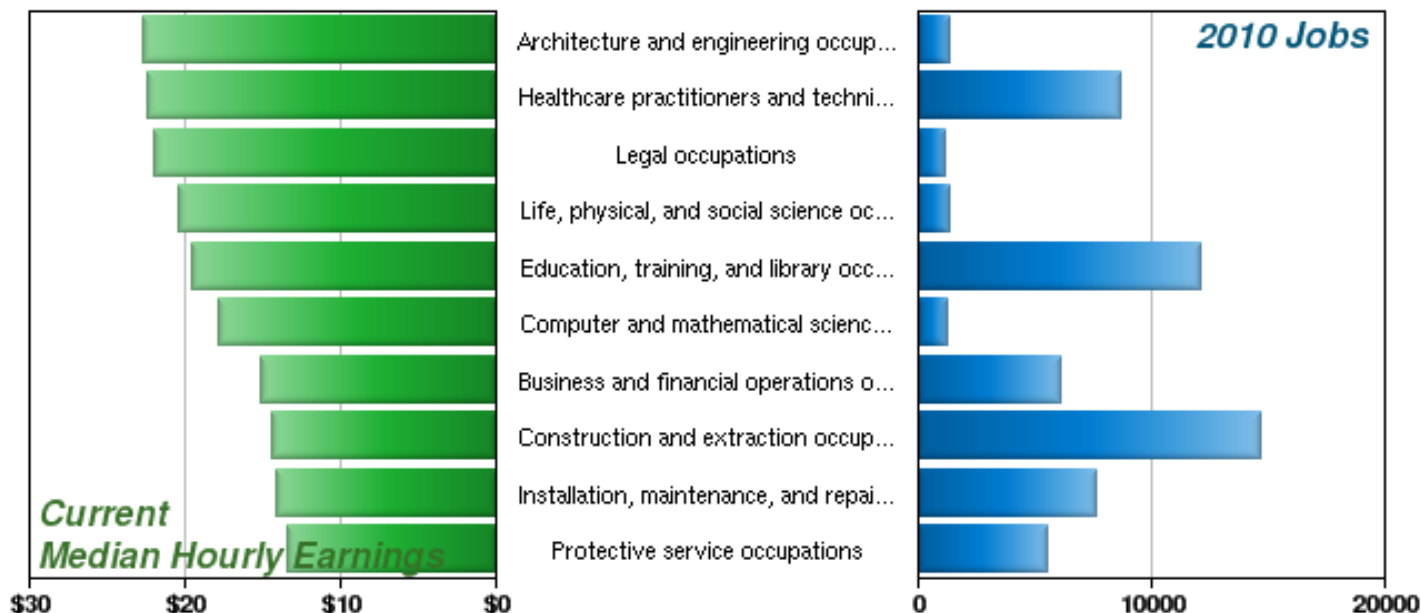 2010 Jobs
Architecture and engineering occup...
Healthcare practitioners and techni...
Legal occupations
Life, physical, and social science oc...
Education, training, and library occ...
Computer and mathematical scienc...
Business and financial operations o...
Construction and extraction occup...
Installation, maintenance, and repai...
Protective service occupations
Current
Median Hourly Earnings
$30 $20 $10 $0 0 10000 20000